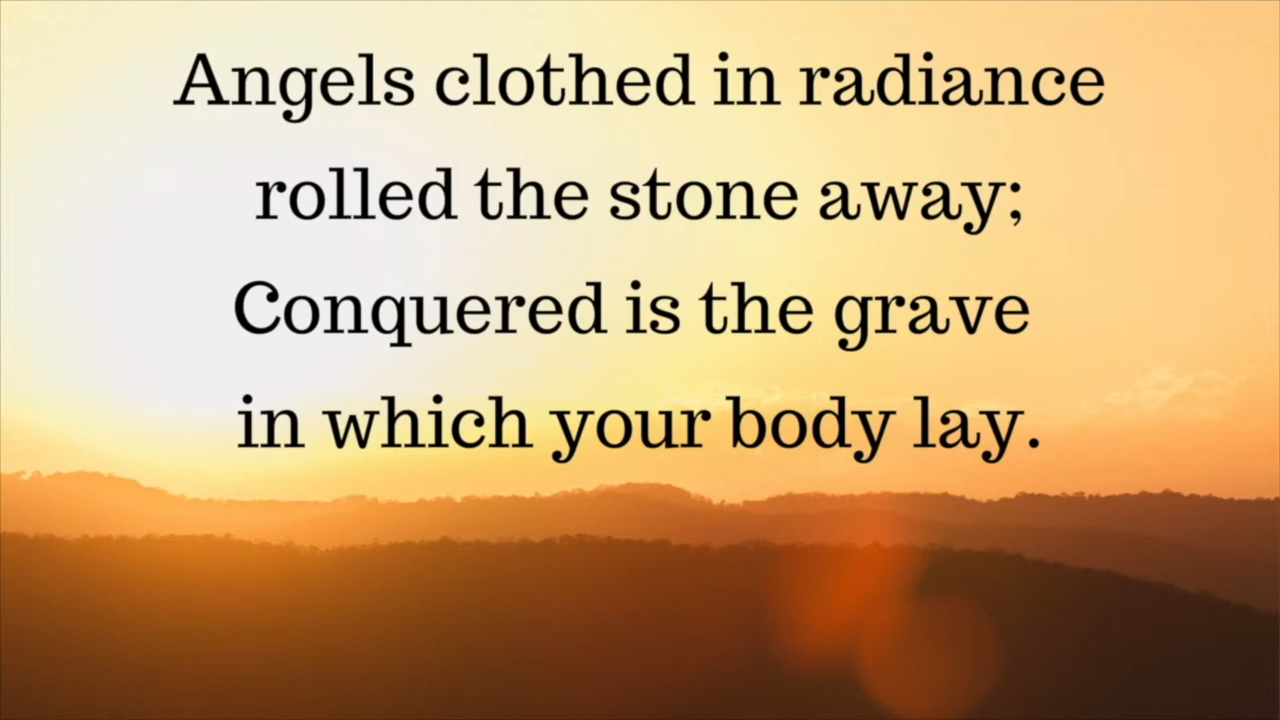 Angels clothed in radiance
rolled the stone away;
Conquered is the grave
in which your body lay.